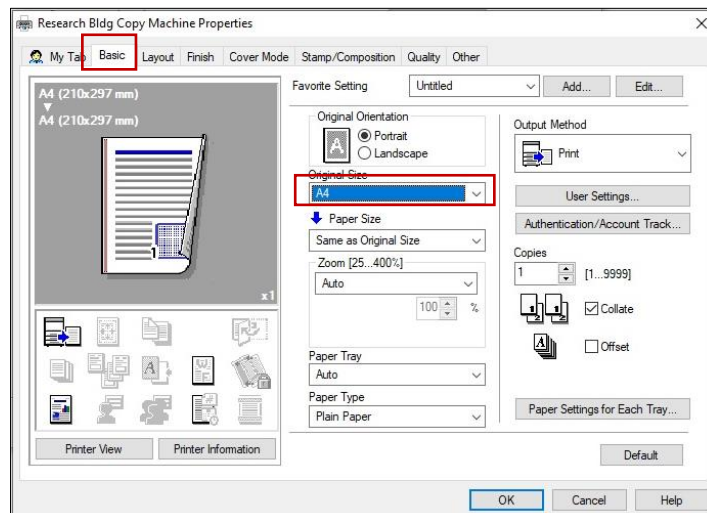 Research Bldg Copy Machine Properties
My Tab Basic Layout Finish Cover Mode Stamp/Composition Quality Other
A4 (210x297 mm)
A4 (210x297 mm)
1
x1
Printer View Printer Information
Favorite Setting Untitled Add... Edit...
Original Orientation
A
Portrait
Landscape
Original Size
A4
Paper Size
Same as Original Size
Zoom [25...400%]
Auto
100 %
Paper Tray
Auto
Paper Type
Plain Paper
Output Method
Print
User Settings...
Authentication/Account Track...
Copies
1 [1...9999]
Collate
Offset
Paper Settings for Each Tray...
Default
OK Cancel Help